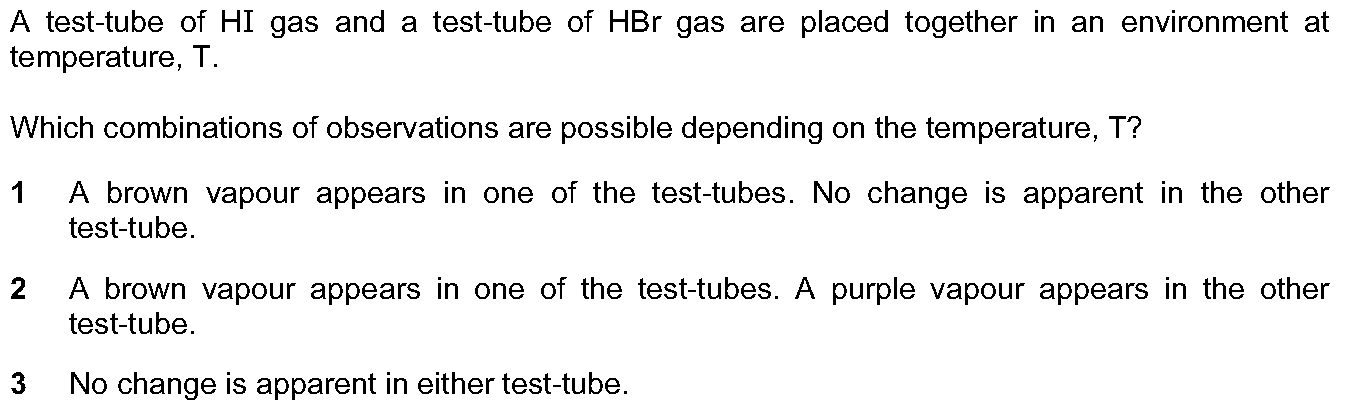 A test-tube of HI gas and a test-tube of HBr gas are placed together in an environment at
temperature, T.
Which combinations of observations are possible depending on the temperature, T?
1 A brown vapour appears in one of the test-tubes. No change is apparent in the other
test-tube.
2 A brown vapour appears in one of the test-tubes. A purple vapour appears in the other
test-tube.
3 No change is apparent in either test-tube.